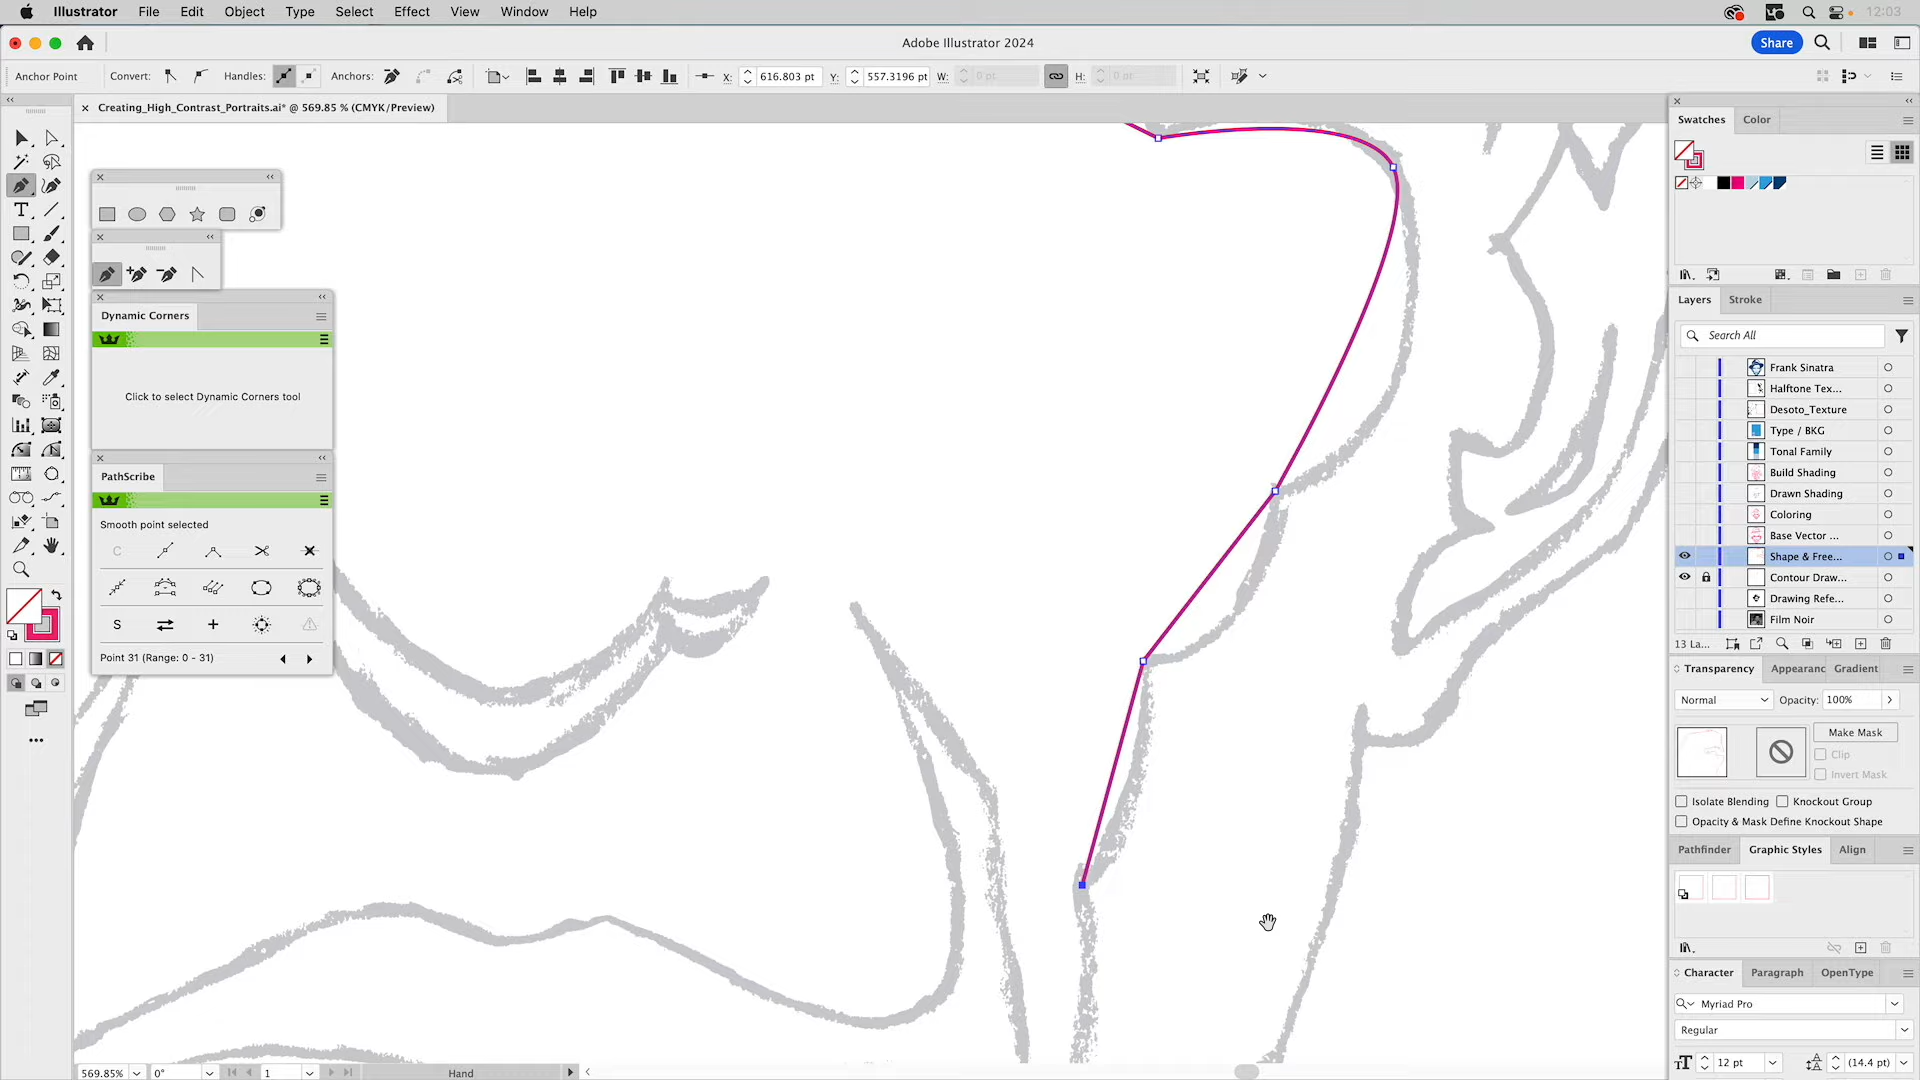 Illustrator File Edit Object Type Select Effect View Window Help 12:03
Adobe Illustrator 2024 Share
Anchor Point Convert: Handles: Anchors: X: 616.803 pt Y: 557.3196 pt W: 0 pt H: 0 pt
Creating_High_Contrast_Portraits.ai* @ 569.85 % (CMYK/Preview)
Dynamic Corners
Click to select Dynamic Corners tool
PathScribe
Smooth point selected
C
S
Point 31 (Range: 0 - 31)
569.85% 0° 1 Hand
Swatches Color
Layers Stroke
Search All
Frank Sinatra
Halftone Tex...
Desoto_Texture
Type / BKG
Tonal Family
Build Shading
Drawn Shading
Coloring
Base Vector ...
Shape & Free...
Contour Draw...
Drawing Refe...
Film Noir
13 La...
Transparency Appearanc Gradient
Normal Opacity: 100%
Make Mask
Clip
Invert Mask
Isolate Blending Knockout Group
Opacity & Mask Define Knockout Shape
Pathfinder Graphic Styles Align
Character Paragraph OpenType
Myriad Pro
Regular
12 pt (14.4 pt)